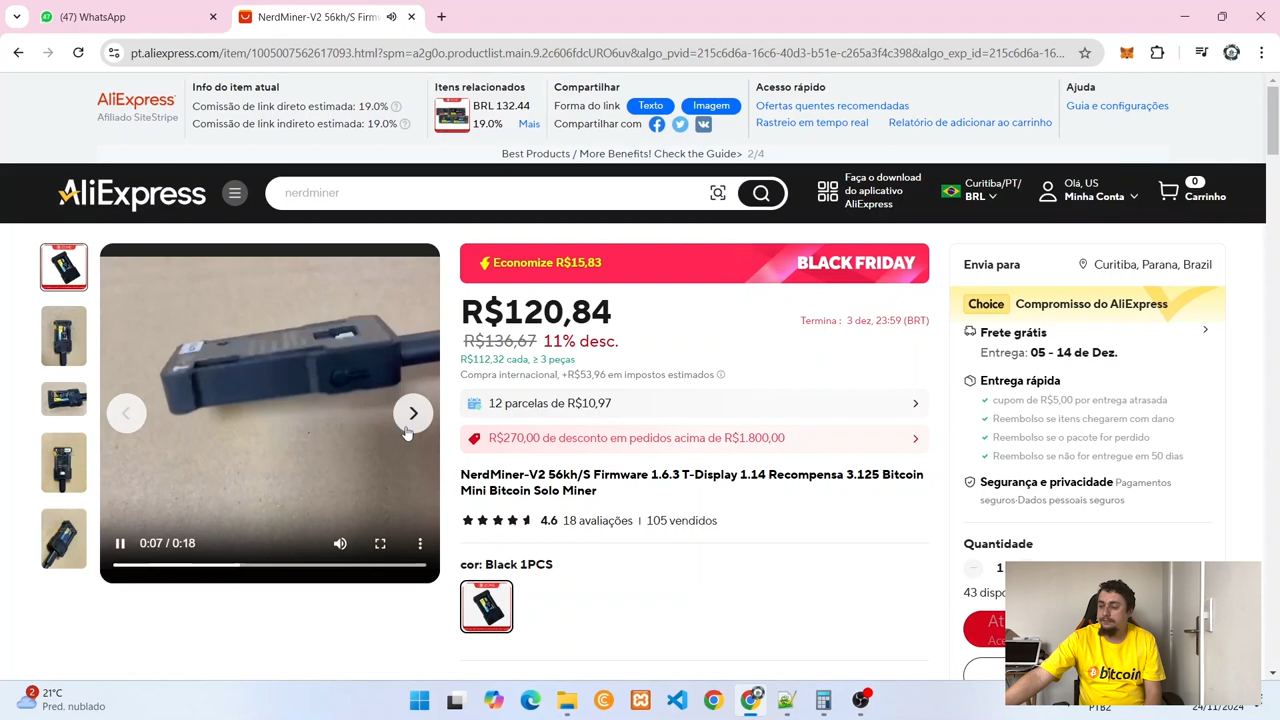 (47) WhatsApp
NerdMiner-V2 56kh/S Firmw
pt.aliexpress.com/item/1005007562617093.html?spm=a2g0o.productlist.main.9.2c606fdcURO6uv&algo_pvid=215c6d6a-16c6-40d3-b51e-c265a3f4c398&algo_exp_id=215c6d6a-16...
AliExpress
Afiliado SiteStripe
Info do item atual
Comissão de link direto estimada: 19.0%
Comissão de link indireto estimada: 19.0%
Itens relacionados
BRL 132.44
19.0% Mais
Compartilhar
Forma do link Texto Imagem
Compartilhar com
Acesso rápido
Ofertas quentes recomendadas
Rastreio em tempo real Relatório de adicionar ao carrinho
Ajuda
Guia e configurações
Best Products / More Benefits! Check the Guide> 2/4
AliExpress
nerdminer
Faça o download
do aplicativo
AliExpress
Curitiba/PT/
BRL
Olá, US
Minha Conta
0
Carrinho
0:07 / 0:18
Economize R$15,83
BLACK FRIDAY
R$120,84
Termina : 3 dez, 23:59 (BRT)
R$136,67 11% desc.
R$112,32 cada, ≥ 3 peças
Compra internacional, +R$53,96 em impostos estimados
12 parcelas de R$10,97
R$270,00 de desconto em pedidos acima de R$1.800,00
NerdMiner-V2 56kh/S Firmware 1.6.3 T-Display 1.14 Recompensa 3.125 Bitcoin
Mini Bitcoin Solo Miner
4.6 18 avaliações | 105 vendidos
cor: Black 1PCS
Envia para
Curitiba, Parana, Brazil
Choice Compromisso do AliExpress
Frete grátis
Entrega: 05 - 14 de Dez.
Entrega rápida
cupom de R$5,00 por entrega atrasada
Reembolso se itens chegarem com dano
Reembolso se o pacote for perdido
Reembolso se não for entregue em 50 dias
Segurança e privacidade Pagamentos
seguros·Dados pessoais seguros
Quantidade
1
43 dispo
At
Ace
bitcoin
2
21°C
Pred. nublado
PTB2
24/11/2024